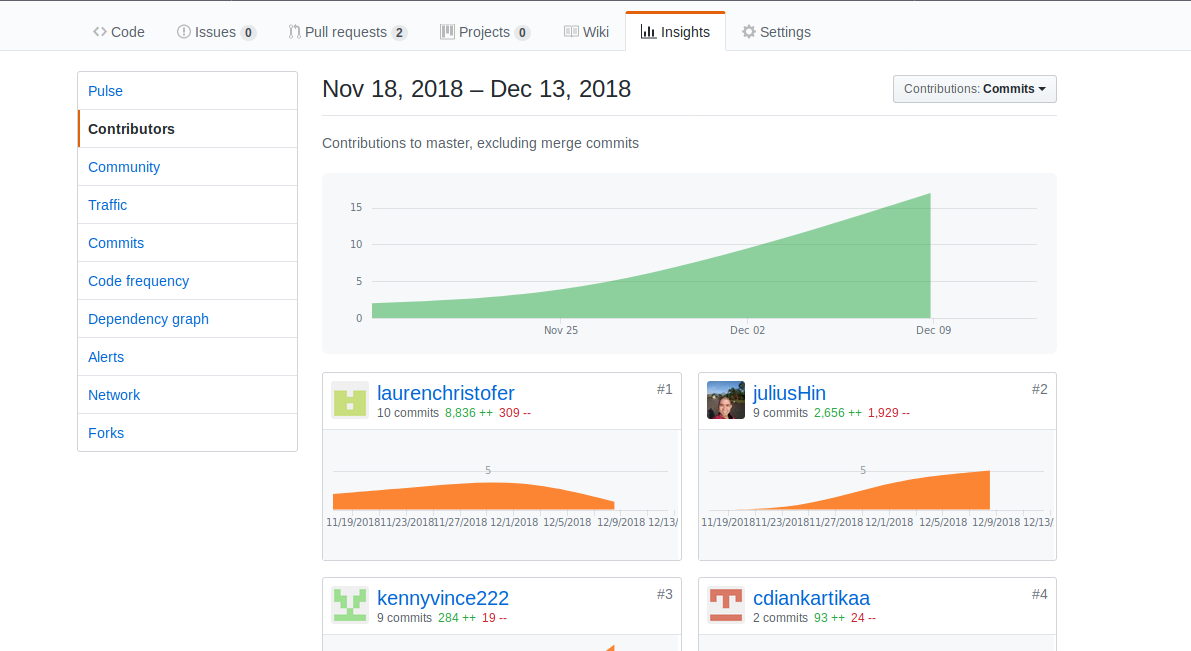 Code Issues 0 Pull requests 2 Projects 0 Wiki Insights Settings
Pulse
Contributors
Community
Traffic
Commits
Code frequency
Dependency graph
Alerts
Network
Forks
Nov 18, 2018 – Dec 13, 2018
Contributions: Commits
Contributions to master, excluding merge commits
15
10
5
0
Nov 25 Dec 02 Dec 09
laurenchristofer #1
10 commits 8,836 ++ 309 --
5
11/19/2018 11/23/2018 11/27/2018 12/1/2018 12/5/2018 12/9/2018 12/13/
juliusHin #2
9 commits 2,656 ++ 1,929 --
5
11/19/2018 11/23/2018 11/27/2018 12/1/2018 12/5/2018 12/9/2018 12/13/
kennyvince222 #3
9 commits 284 ++ 19 --
cdiankartikaa #4
2 commits 93 ++ 24 --